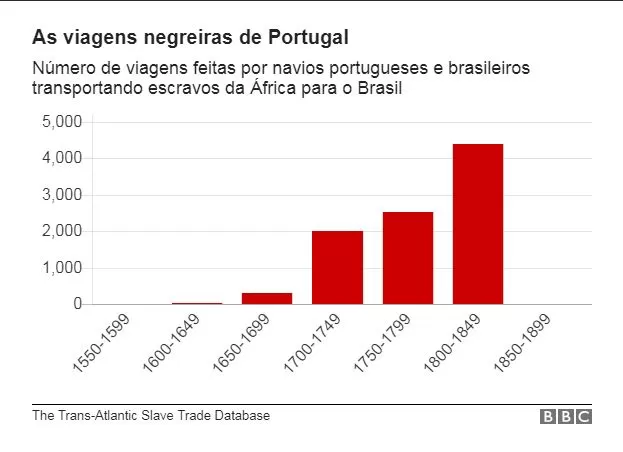 As viagens negreiras de Portugal
Número de viagens feitas por navios portugueses e brasileiros
transportando escravos da África para o Brasil
5,000
4,000
3,000
2,000
1,000
0
1550-1599
1600-1649
1650-1699
1700-1749
1750-1799
1800-1849
1850-1899
The Trans-Atlantic Slave Trade Database
BBC